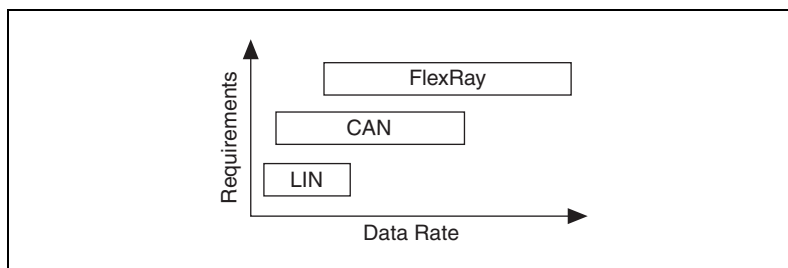 FlexRay
CAN
LIN
Requirements
Data Rate